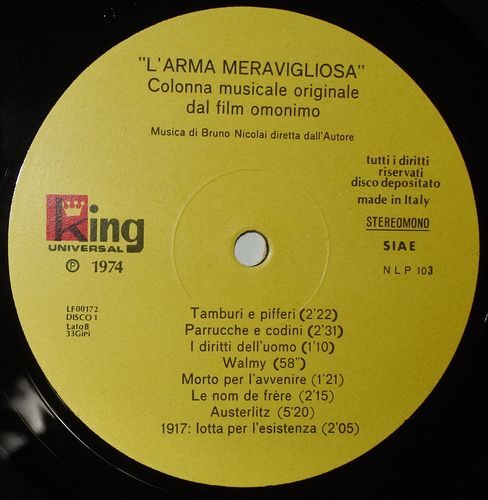 "L'ARMA MERAVIGLIOSA"
Colonna musicale originale
dal film omonimo
Musica di Bruno Nicolai diretta dall'Autore
tutti i diritti
riservati
disco depositato
made in Italy
STEREOMONO
SIAE
NLP 103
King
UNIVERSAL
℗ 1974
LF00172
DISCO 1
Lato B
33Giri
Tamburi e pifferi (2'22)
Parrucche e codini (2'31)
I diritti dell'uomo (1'10)
Walmy (58")
Morto per l'avvenire (1'21)
Le nom de frère (2'15)
Austerlitz (5'20)
1917: lotta per l'esistenza (2'05)